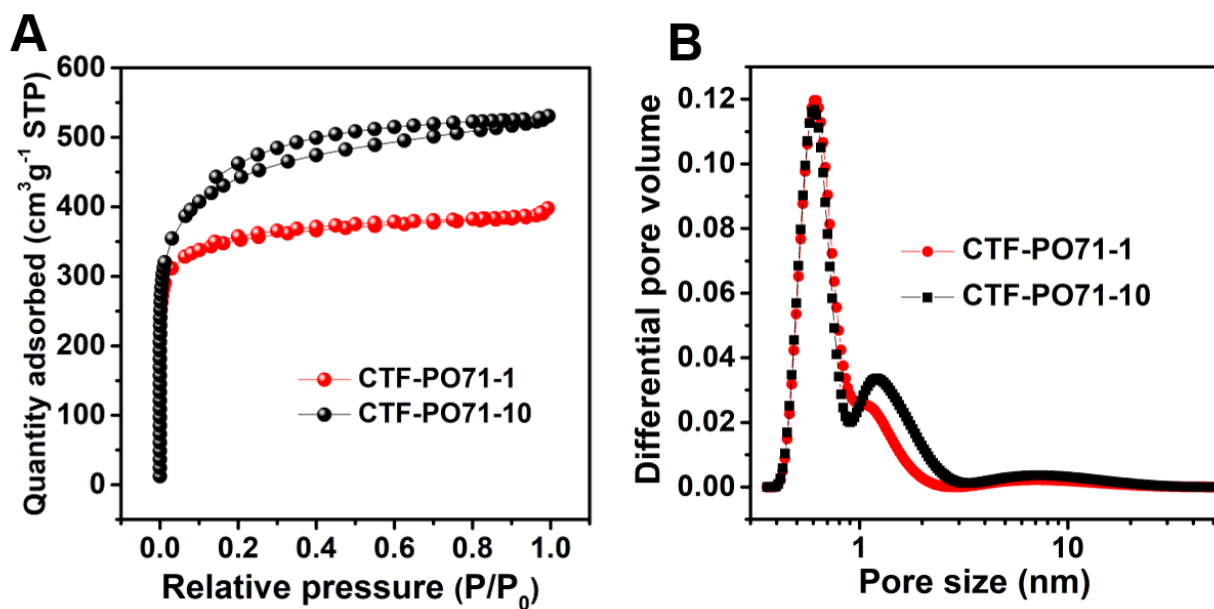 A
Quantity adsorbed (cm³g⁻¹ STP)
600
500
400
300
200
100
0
CTF-PO71-1
CTF-PO71-10
0.0 0.2 0.4 0.6 0.8 1.0
Relative pressure (P/P₀)
B
Differential pore volume
0.12
0.10
0.08
0.06
0.04
0.02
0.00
CTF-PO71-1
CTF-PO71-10
1 10
Pore size (nm)